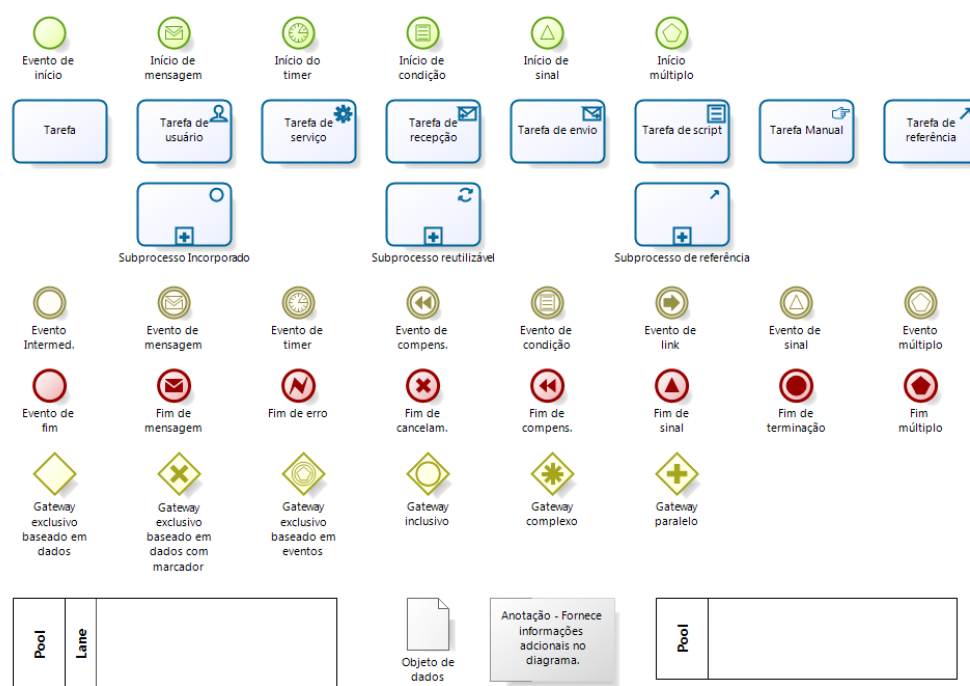 Evento de
início
Início de
mensagem
Início do
timer
Início de
condição
Início de
sinal
Início
múltiplo
Tarefa
Tarefa de
usuário
Tarefa de
serviço
Tarefa de
recepção
Tarefa de envio
Tarefa de script
Tarefa Manual
Tarefa de
referência
Subprocesso Incorporado
Subprocesso reutilizável
Subprocesso de referência
Evento
Intermed.
Evento de
mensagem
Evento de
timer
Evento de
compens.
Evento de
condição
Evento de
link
Evento de
sinal
Evento
múltiplo
Evento de
fim
Fim de
mensagem
Fim de erro
Fim de
cancelam.
Fim de
compens.
Fim de
sinal
Fim de
terminação
Fim
múltiplo
Gateway
exclusivo
baseado em
dados
Gateway
exclusivo
baseado em
dados com
marcador
Gateway
exclusivo
baseado em
eventos
Gateway
inclusivo
Gateway
complexo
Gateway
paralelo
Pool
Lane
Objeto de
dados
Anotação - Fornece
informações
adcionais no
diagrama.
Pool